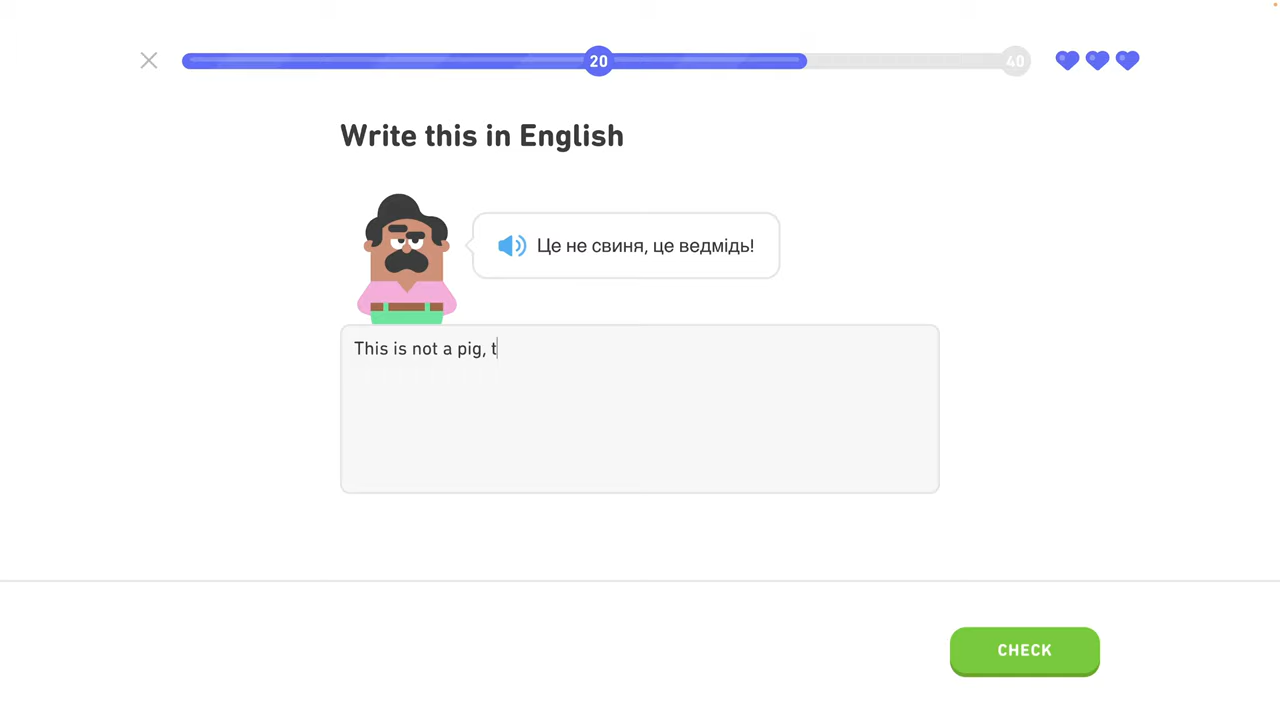 20
40
Write this in English
Це не свиня, це ведмідь!
This is not a pig, t
CHECK